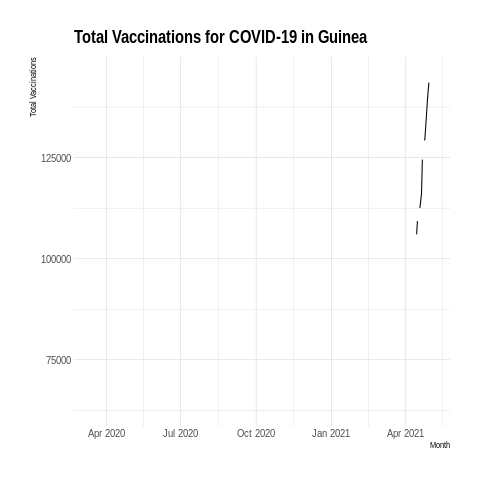 Total Vaccinations for COVID-19 in Guinea
Total Vaccinations
125000
100000
75000
Apr 2020 Jul 2020 Oct 2020 Jan 2021 Apr 2021
Month